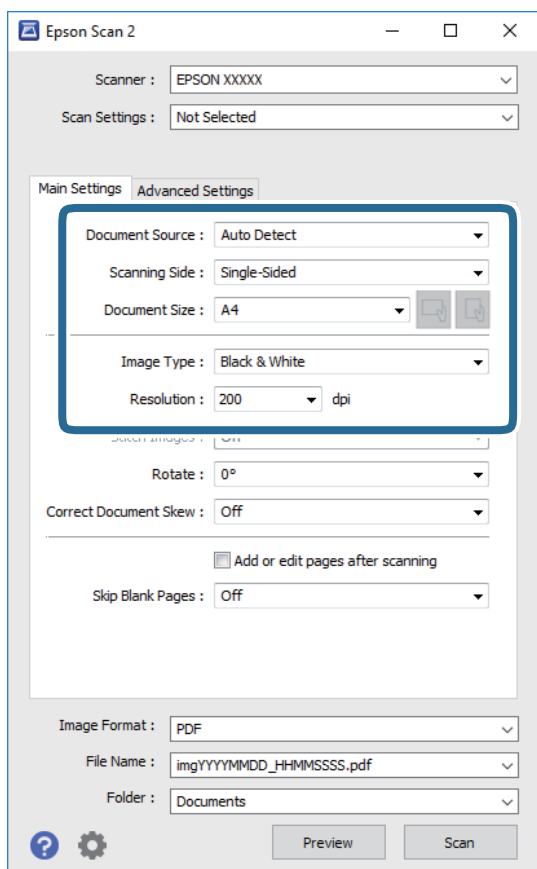 Epson Scan 2
Scanner : EPSON XXXXX
Scan Settings : Not Selected
Main Settings Advanced Settings
Document Source : Auto Detect
Scanning Side : Single-Sided
Document Size : A4
Image Type : Black & White
Resolution : 200 dpi
Stitch Images : Off
Rotate : 0°
Correct Document Skew : Off
Add or edit pages after scanning
Skip Blank Pages : Off
Image Format : PDF
File Name : imgYYYYMMDD_HHMMSSSS.pdf
Folder : Documents
? Preview Scan